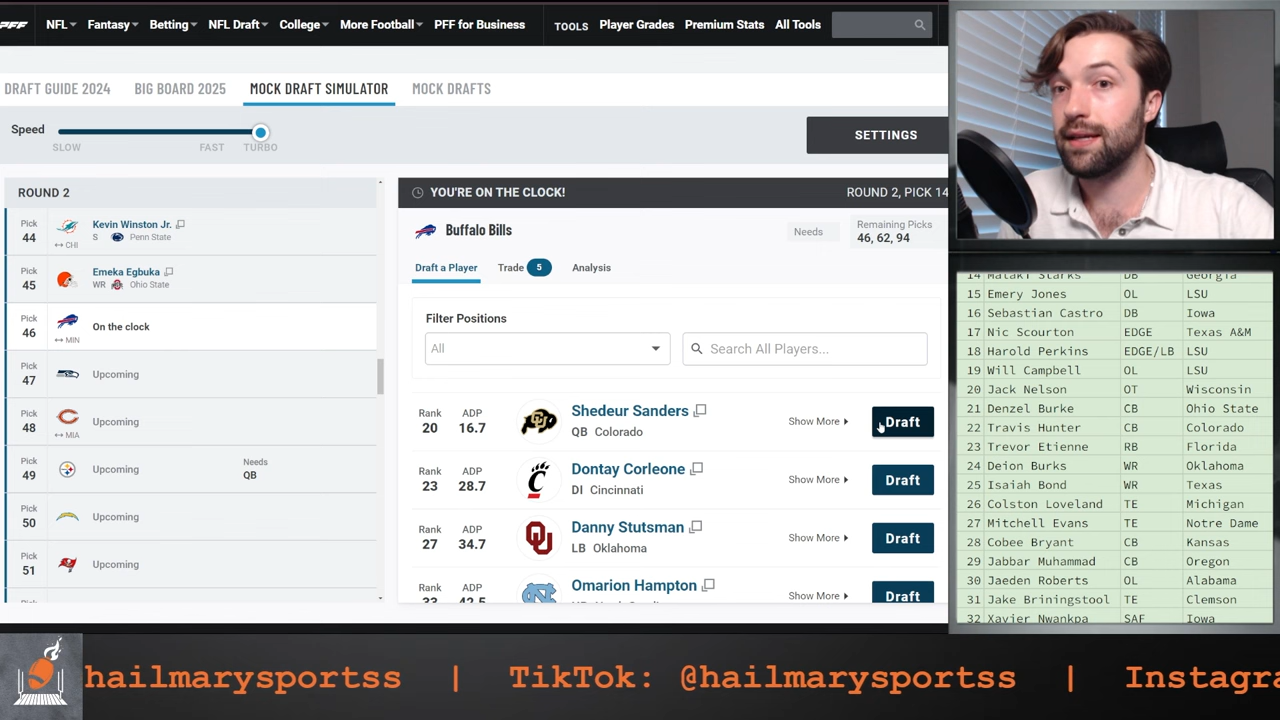 PFF
NFL
Fantasy
Betting
NFL Draft
College
More Football
PFF for Business
TOOLS
Player Grades
Premium Stats
All Tools
DRAFT GUIDE 2024
BIG BOARD 2025
MOCK DRAFT SIMULATOR
MOCK DRAFTS
Speed
SLOW
FAST
TURBO
SETTINGS
ROUND 2
Pick 44
CHI
Kevin Winston Jr.
S Penn State
Pick 45
Emeka Egbuka
WR Ohio State
Pick 46
MIN
On the clock
Pick 47
Upcoming
Pick 48
MIA
Upcoming
Pick 49
Upcoming
Needs
QB
Pick 50
Upcoming
Pick 51
Upcoming
Pick
YOU'RE ON THE CLOCK!
ROUND 2, PICK 14
Buffalo Bills
Needs
Remaining Picks
46, 62, 94
Draft a Player
Trade 5
Analysis
Filter Positions
All
Search All Players...
Rank 20
ADP 16.7
Shedeur Sanders
QB Colorado
Show More
Draft
Rank 23
ADP 28.7
Dontay Corleone
DI Cincinnati
Show More
Draft
Rank 27
ADP 34.7
Danny Stutsman
LB Oklahoma
Show More
Draft
Rank 33
ADP 42.5
Omarion Hampton
Show More
Draft
14 Malaki Starks DB Georgia
15 Emery Jones OL LSU
16 Sebastian Castro DB Iowa
17 Nic Scourton EDGE Texas A&M
18 Harold Perkins EDGE/LB LSU
19 Will Campbell OL LSU
20 Jack Nelson OT Wisconsin
21 Denzel Burke CB Ohio State
22 Travis Hunter CB Colorado
23 Trevor Etienne RB Florida
24 Deion Burks WR Oklahoma
25 Isaiah Bond WR Texas
26 Colston Loveland TE Michigan
27 Mitchell Evans TE Notre Dame
28 Cobee Bryant CB Kansas
29 Jabbar Muhammad CB Oregon
30 Jaeden Roberts OL Alabama
31 Jake Briningstool TE Clemson
32 Xavier Nwankpa SAF Iowa
hailmarysportss | TikTok: @hailmarysportss | Instagra